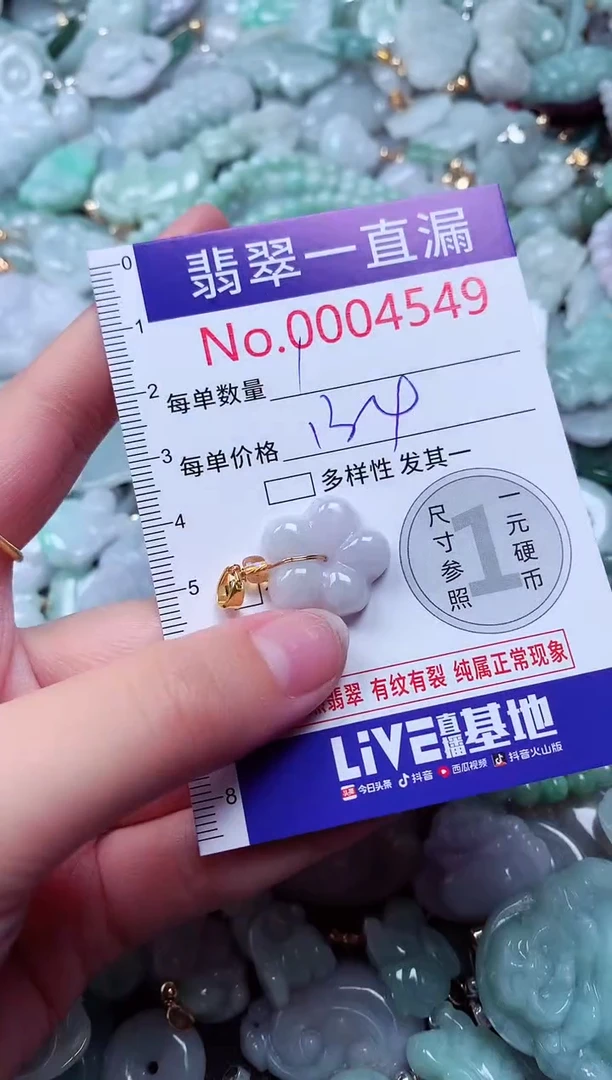 翡翠一直漏
No.0004549
每单数量 1
每单价格 134
多样性 发其一
0
1
2
3
4
5
8
尺寸参照
1
一元硬币
翡翠 有纹有裂 纯属正常现象
LiVE直播基地
今日头条 抖音 西瓜视频 抖音火山版